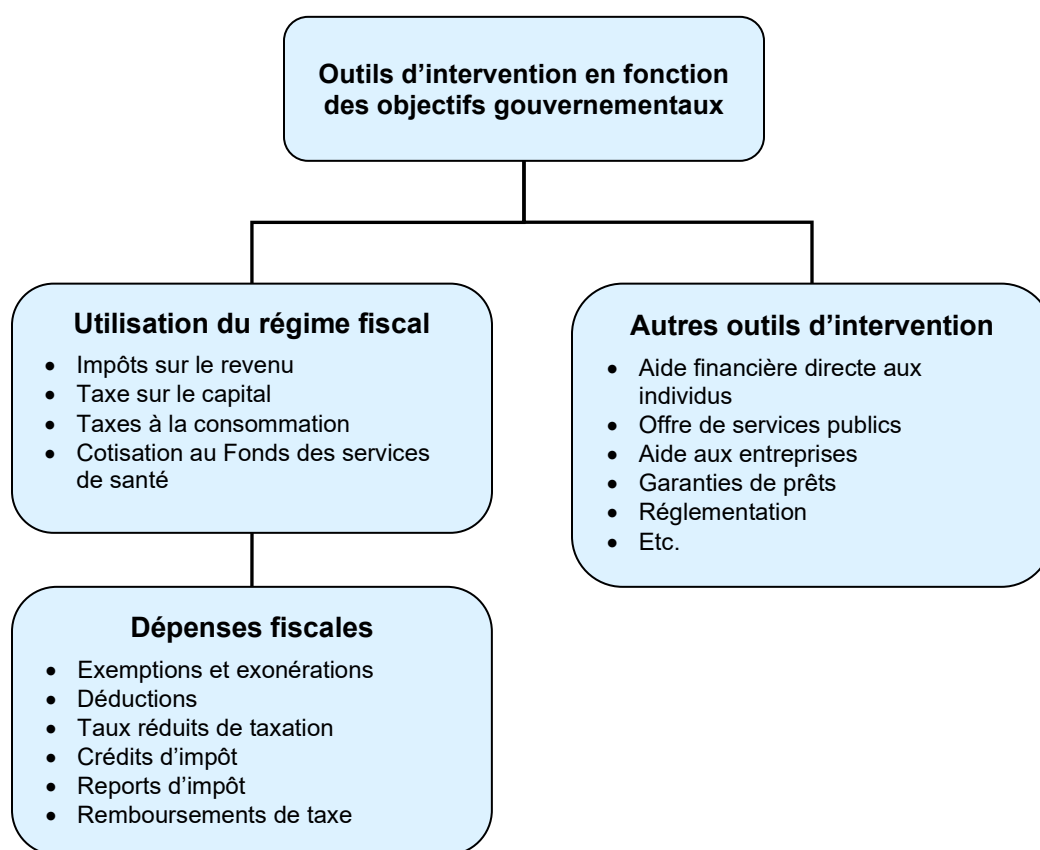 Outils d’intervention en fonction
des objectifs gouvernementaux
Utilisation du régime fiscal
• Impôts sur le revenu
• Taxe sur le capital
• Taxes à la consommation
• Cotisation au Fonds des services
de santé
Autres outils d’intervention
• Aide financière directe aux
individus
• Offre de services publics
• Aide aux entreprises
• Garanties de prêts
• Réglementation
• Etc.
Dépenses fiscales
• Exemptions et exonérations
• Déductions
• Taux réduits de taxation
• Crédits d’impôt
• Reports d’impôt
• Remboursements de taxe